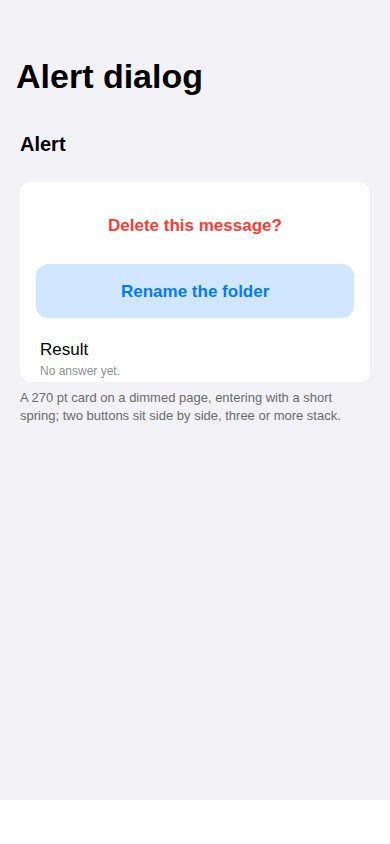 Alert dialog
Alert
Delete this message?
Rename the folder
Result
No answer yet.
A 270 pt card on a dimmed page, entering with a short
spring; two buttons sit side by side, three or more stack.